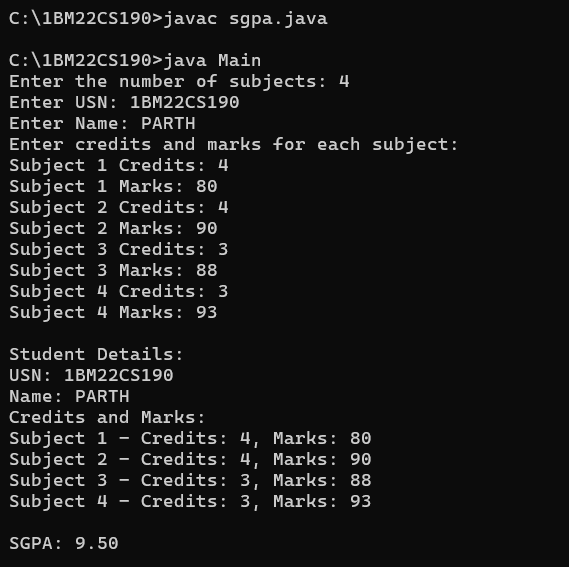 C:\1BM22CS190>javac sgpa.java
C:\1BM22CS190>java Main
Enter the number of subjects: 4
Enter USN: 1BM22CS190
Enter Name: PARTH
Enter credits and marks for each subject:
Subject 1 Credits: 4
Subject 1 Marks: 80
Subject 2 Credits: 4
Subject 2 Marks: 90
Subject 3 Credits: 3
Subject 3 Marks: 88
Subject 4 Credits: 3
Subject 4 Marks: 93
Student Details:
USN: 1BM22CS190
Name: PARTH
Credits and Marks:
Subject 1 - Credits: 4, Marks: 80
Subject 2 - Credits: 4, Marks: 90
Subject 3 - Credits: 3, Marks: 88
Subject 4 - Credits: 3, Marks: 93
SGPA: 9.50